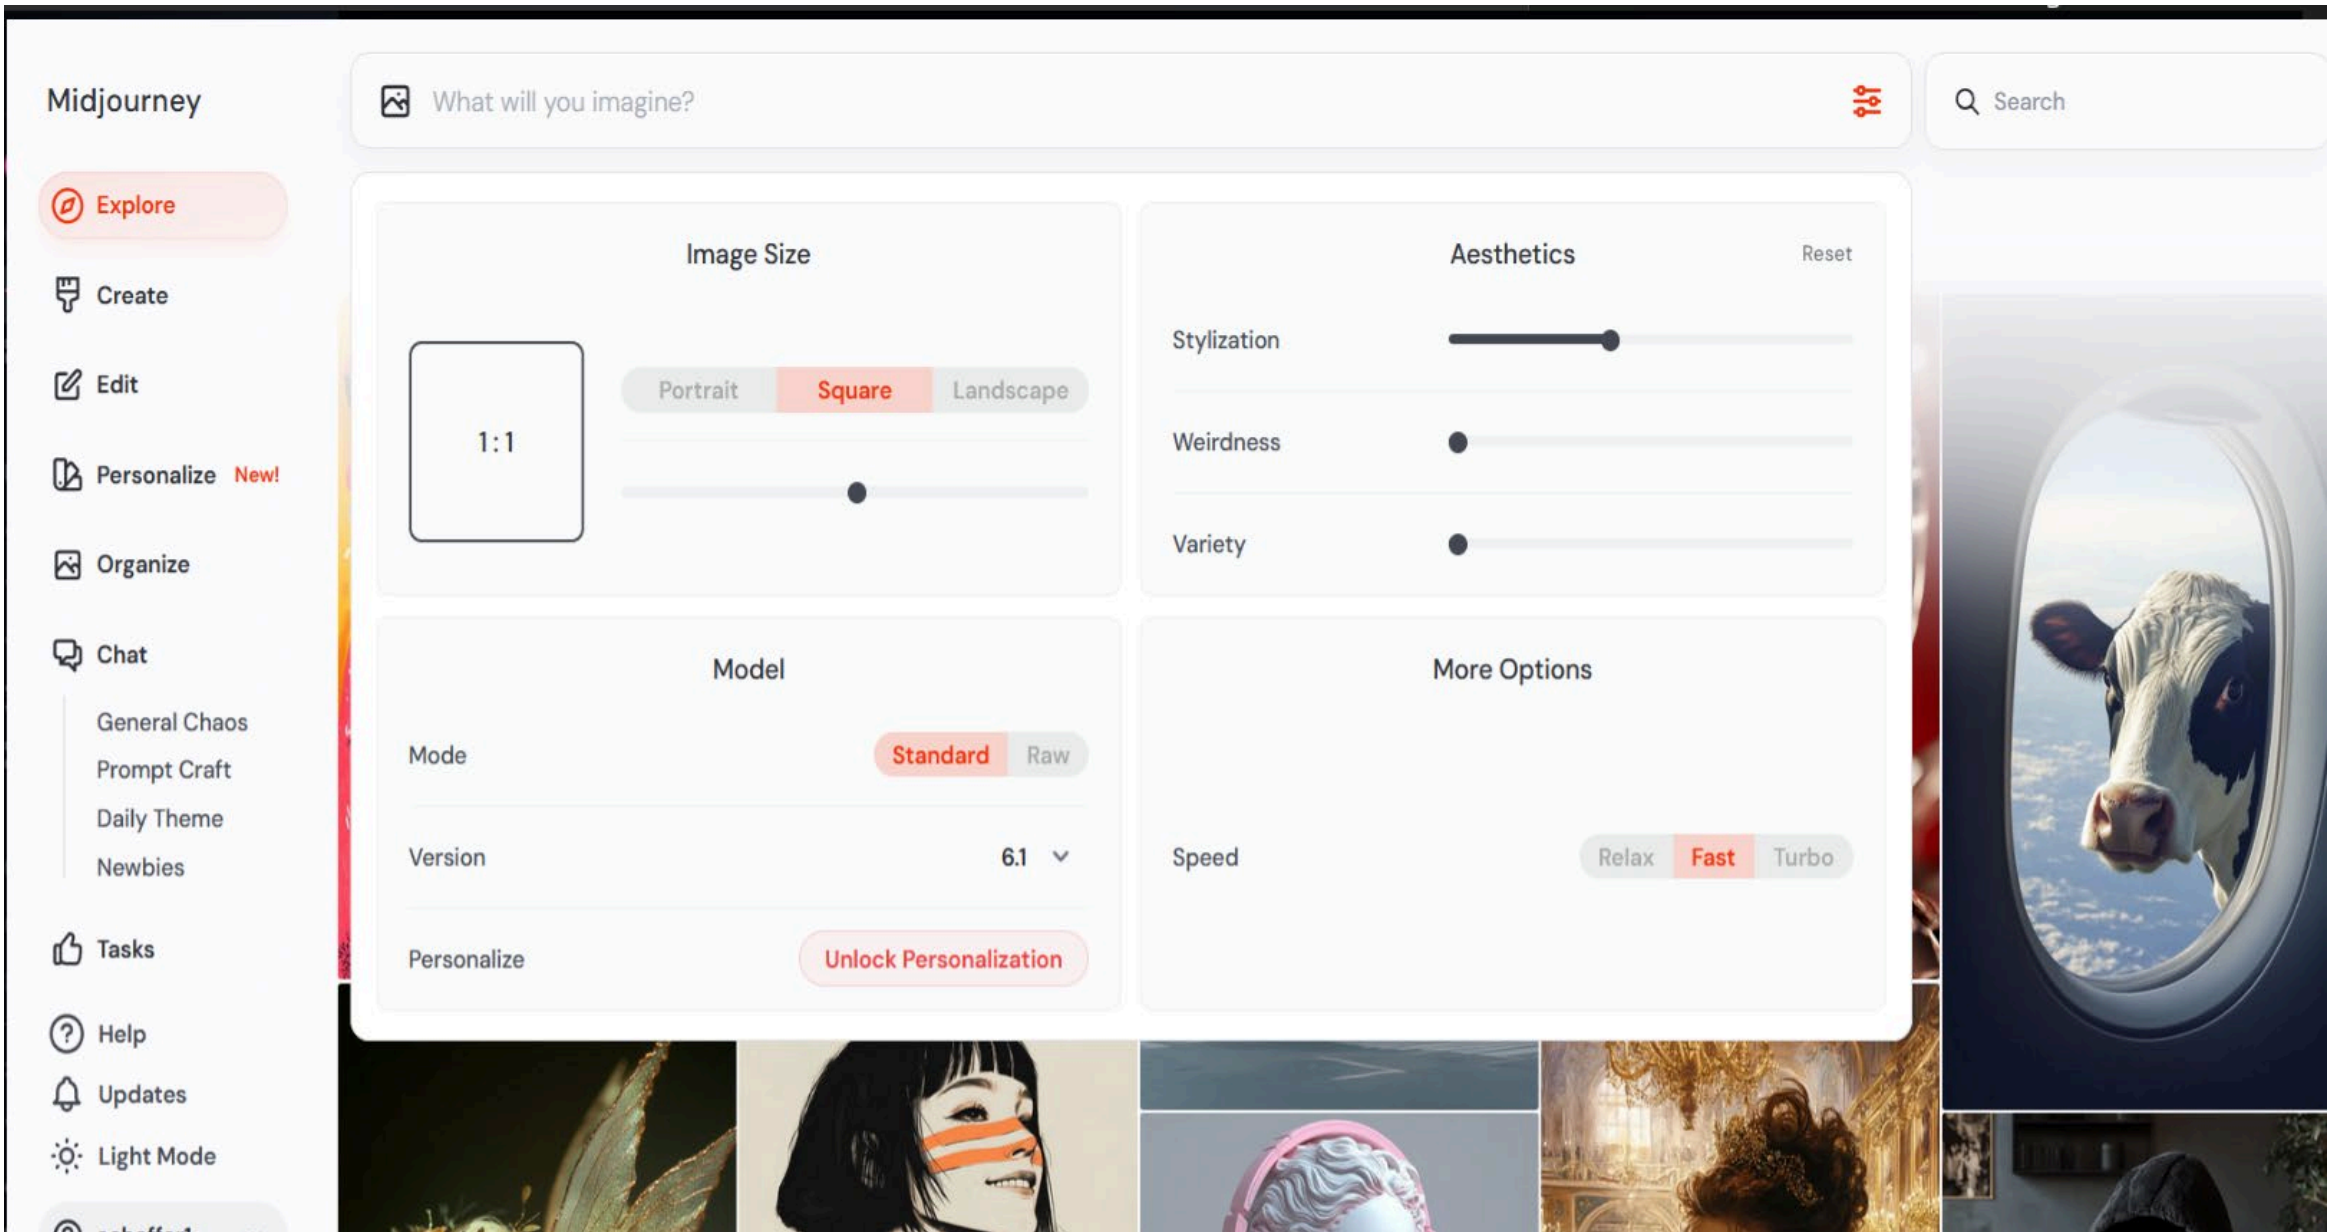 Midjourney
What will you imagine?
Search
Explore
Create
Edit
Personalize New!
Organize
Chat
General Chaos
Prompt Craft
Daily Theme
Newbies
Tasks
Help
Updates
Light Mode
Image Size
1:1
Portrait Square Landscape
Aesthetics Reset
Stylization
Weirdness
Variety
Model
Mode Standard Raw
Version 6.1
Personalize Unlock Personalization
More Options
Speed Relax Fast Turbo